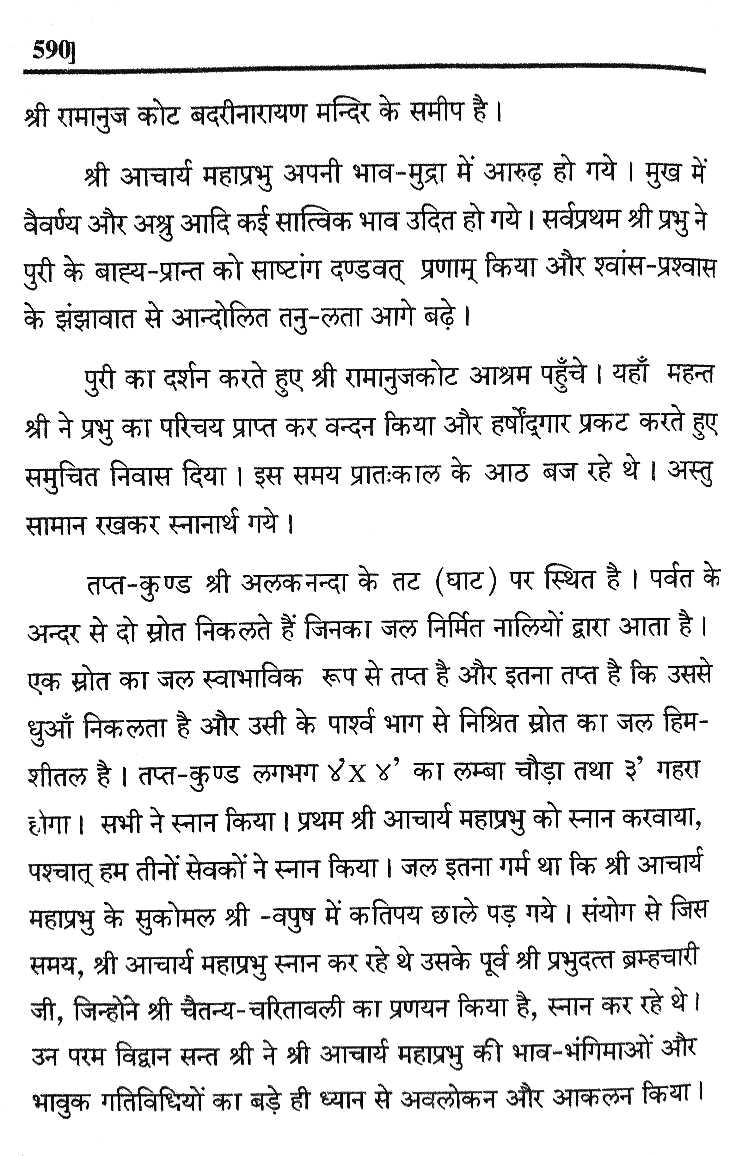 590]
श्री रामानुज कोट बदरीनारायण मन्दिर के समीप है ।
श्री आचार्य महाप्रभु अपनी भाव-मुद्रा में आरुढ़ हो गये । मुख में
वैवर्ण्य और अश्रु आदि कई सात्विक भाव उदित हो गये । सर्वप्रथम श्री प्रभु ने
पुरी के बाह्य-प्रान्त को साष्टांग दण्डवत् प्रणाम् किया और श्वांस-प्रश्वास
के झंझावात से आन्दोलित तनु-लता आगे बढ़े ।
पुरी का दर्शन करते हुए श्री रामानुजकोट आश्रम पहुँचे । यहाँ महन्त
श्री ने प्रभु का परिचय प्राप्त कर वन्दन किया और हर्षोद्‌गार प्रकट करते हुए
समुचित निवास दिया । इस समय प्रातःकाल के आठ बज रहे थे । अस्तु
सामान रखकर स्नानार्थ गये ।
तप्त-कुण्ड श्री अलकनन्दा के तट (घाट) पर स्थित है । पर्वत के
अन्दर से दो स्रोत निकलते हैं जिनका जल निर्मित नालियों द्वारा आता है ।
एक स्रोत का जल स्वाभाविक रूप से तप्त है और इतना तप्त है कि उससे
धुआँ निकलता है और उसी के पार्श्व भाग से निश्रित स्रोत का जल हिम-
शीतल है । तप्त-कुण्ड लगभग ४'X ४' का लम्बा चौड़ा तथा ३' गहरा
होगा । सभी ने स्नान किया । प्रथम श्री आचार्य महाप्रभु को स्नान करवाया,
पश्चात् हम तीनों सेवकों ने स्नान किया । जल इतना गर्म था कि श्री आचार्य
महाप्रभु के सुकोमल श्री -वपुष में कतिपय छाले पड़ गये । संयोग से जिस
समय, श्री आचार्य महाप्रभु स्नान कर रहे थे उसके पूर्व श्री प्रभुदत्त ब्रम्हचारी
जी, जिन्होंने श्री चैतन्य-चरितावली का प्रणयन किया है, स्नान कर रहे थे ।
उन परम विद्वान सन्त श्री ने श्री आचार्य महाप्रभु की भाव-भंगिमाओं और
भावुक गतिविधियों का बड़े ही ध्यान से अवलोकन और आकलन किया ।